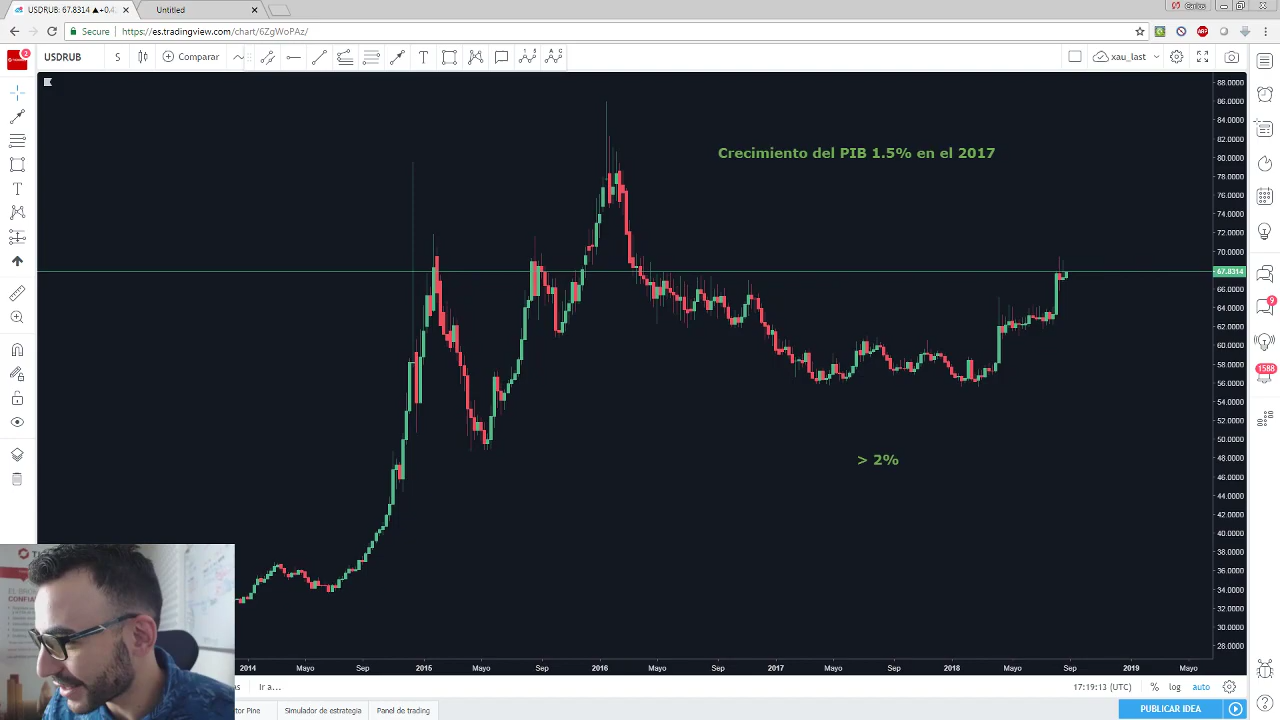 USDRUB: 67.8314 ▲+0.4
Untitled
Carlos
Secure
https://es.tradingview.com/chart/6ZgWoPAz/
2
USDRUB
S
Comparar
xau_last
Crecimiento del PIB 1.5% en el 2017
> 2%
88.0000
86.0000
84.0000
82.0000
80.0000
78.0000
76.0000
74.0000
72.0000
70.0000
67.8314
66.0000
64.0000
62.0000
60.0000
58.0000
56.0000
54.0000
52.0000
50.0000
48.0000
46.0000
44.0000
42.0000
40.0000
38.0000
36.0000
34.0000
32.0000
30.0000
28.0000
9
1588
2014 Mayo Sep 2015 Mayo Sep 2016 Mayo Sep 2017 Mayo Sep 2018 Mayo Sep 2019 Mayo
Ir a...
17:19:13 (UTC)
%
log
auto
tor Pine
Simulador de estrategia
Panel de trading
PUBLICAR IDEA